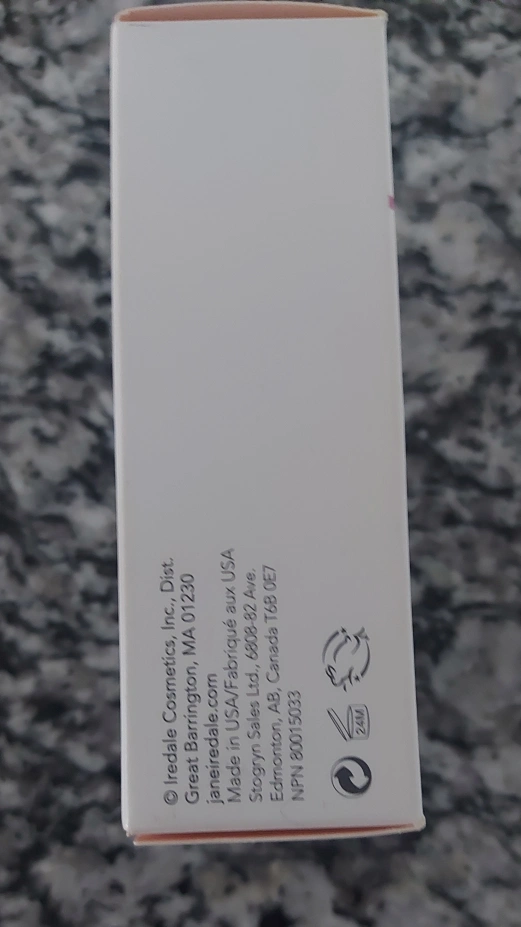 © Iredale Cosmetics, Inc., Dist.
Great Barrington, MA 01230
janeiredale.com
Made in USA/Fabriqué aux USA
Stogryn Sales Ltd., 6808-82 Ave.
Edmonton, AB, Canada T6B 0E7
NPN 80015033
24M